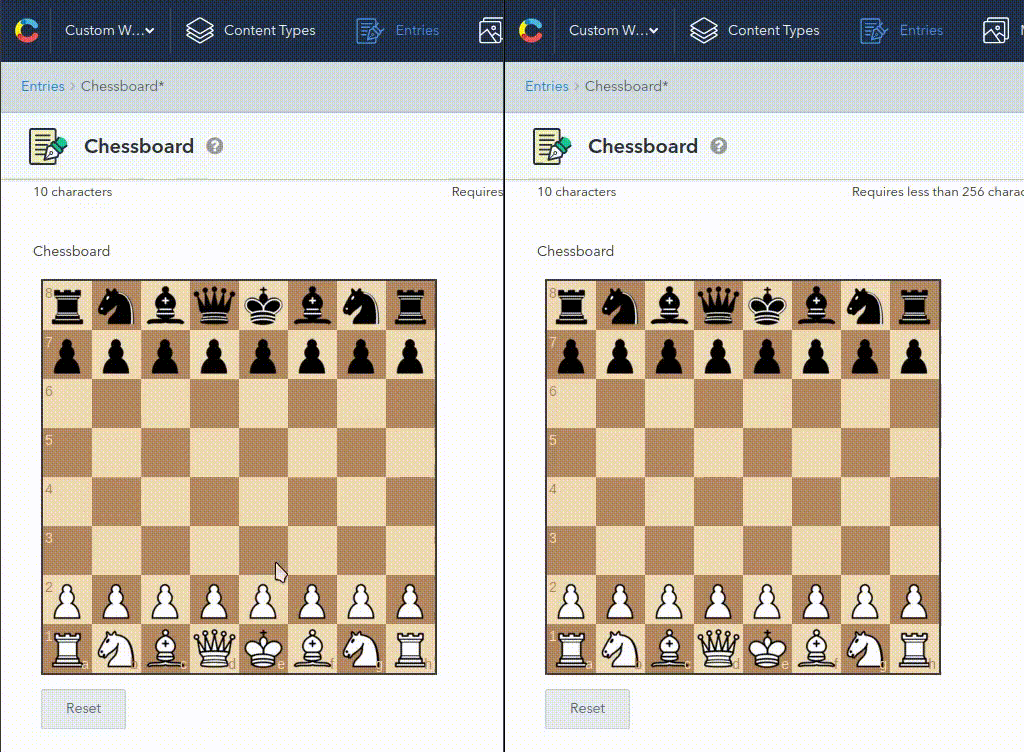 Custom W... Content Types Entries
Entries > Chessboard*
Chessboard ?
10 characters Requires
Chessboard
8
7
6
5
4
3
2
1
a b c d e f g h
Reset
Custom W... Content Types Entries
Entries > Chessboard*
Chessboard ?
10 characters Requires less than 256 charac
Chessboard
8
7
6
5
4
3
2
1
a b c d e f g h
Reset